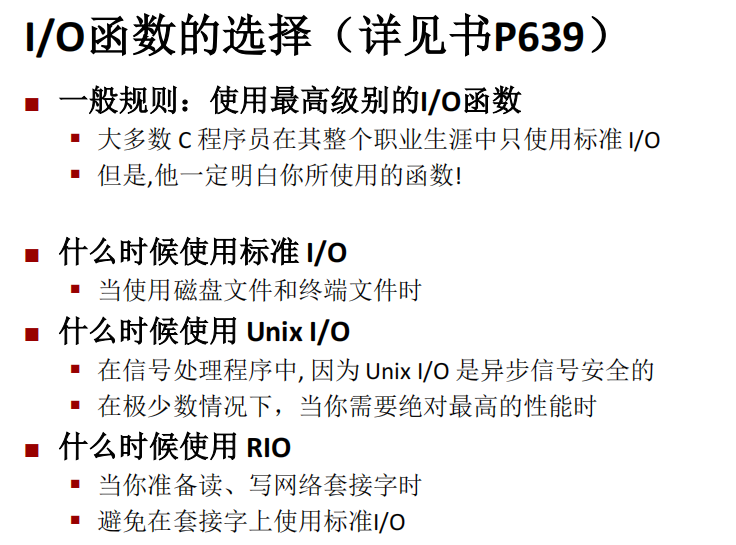 I/O函数的选择（详见书P639）
一般规则：使用最高级别的I/O函数
大多数 C 程序员在其整个职业生涯中只使用标准 I/O
但是,他一定明白你所使用的函数!
什么时候使用标准 I/O
当使用磁盘文件和终端文件时
什么时候使用 Unix I/O
在信号处理程序中, 因为 Unix I/O 是异步信号安全的
在极少数情况下，当你需要绝对最高的性能时
什么时候使用 RIO
当你准备读、写网络套接字时
避免在套接字上使用标准I/O